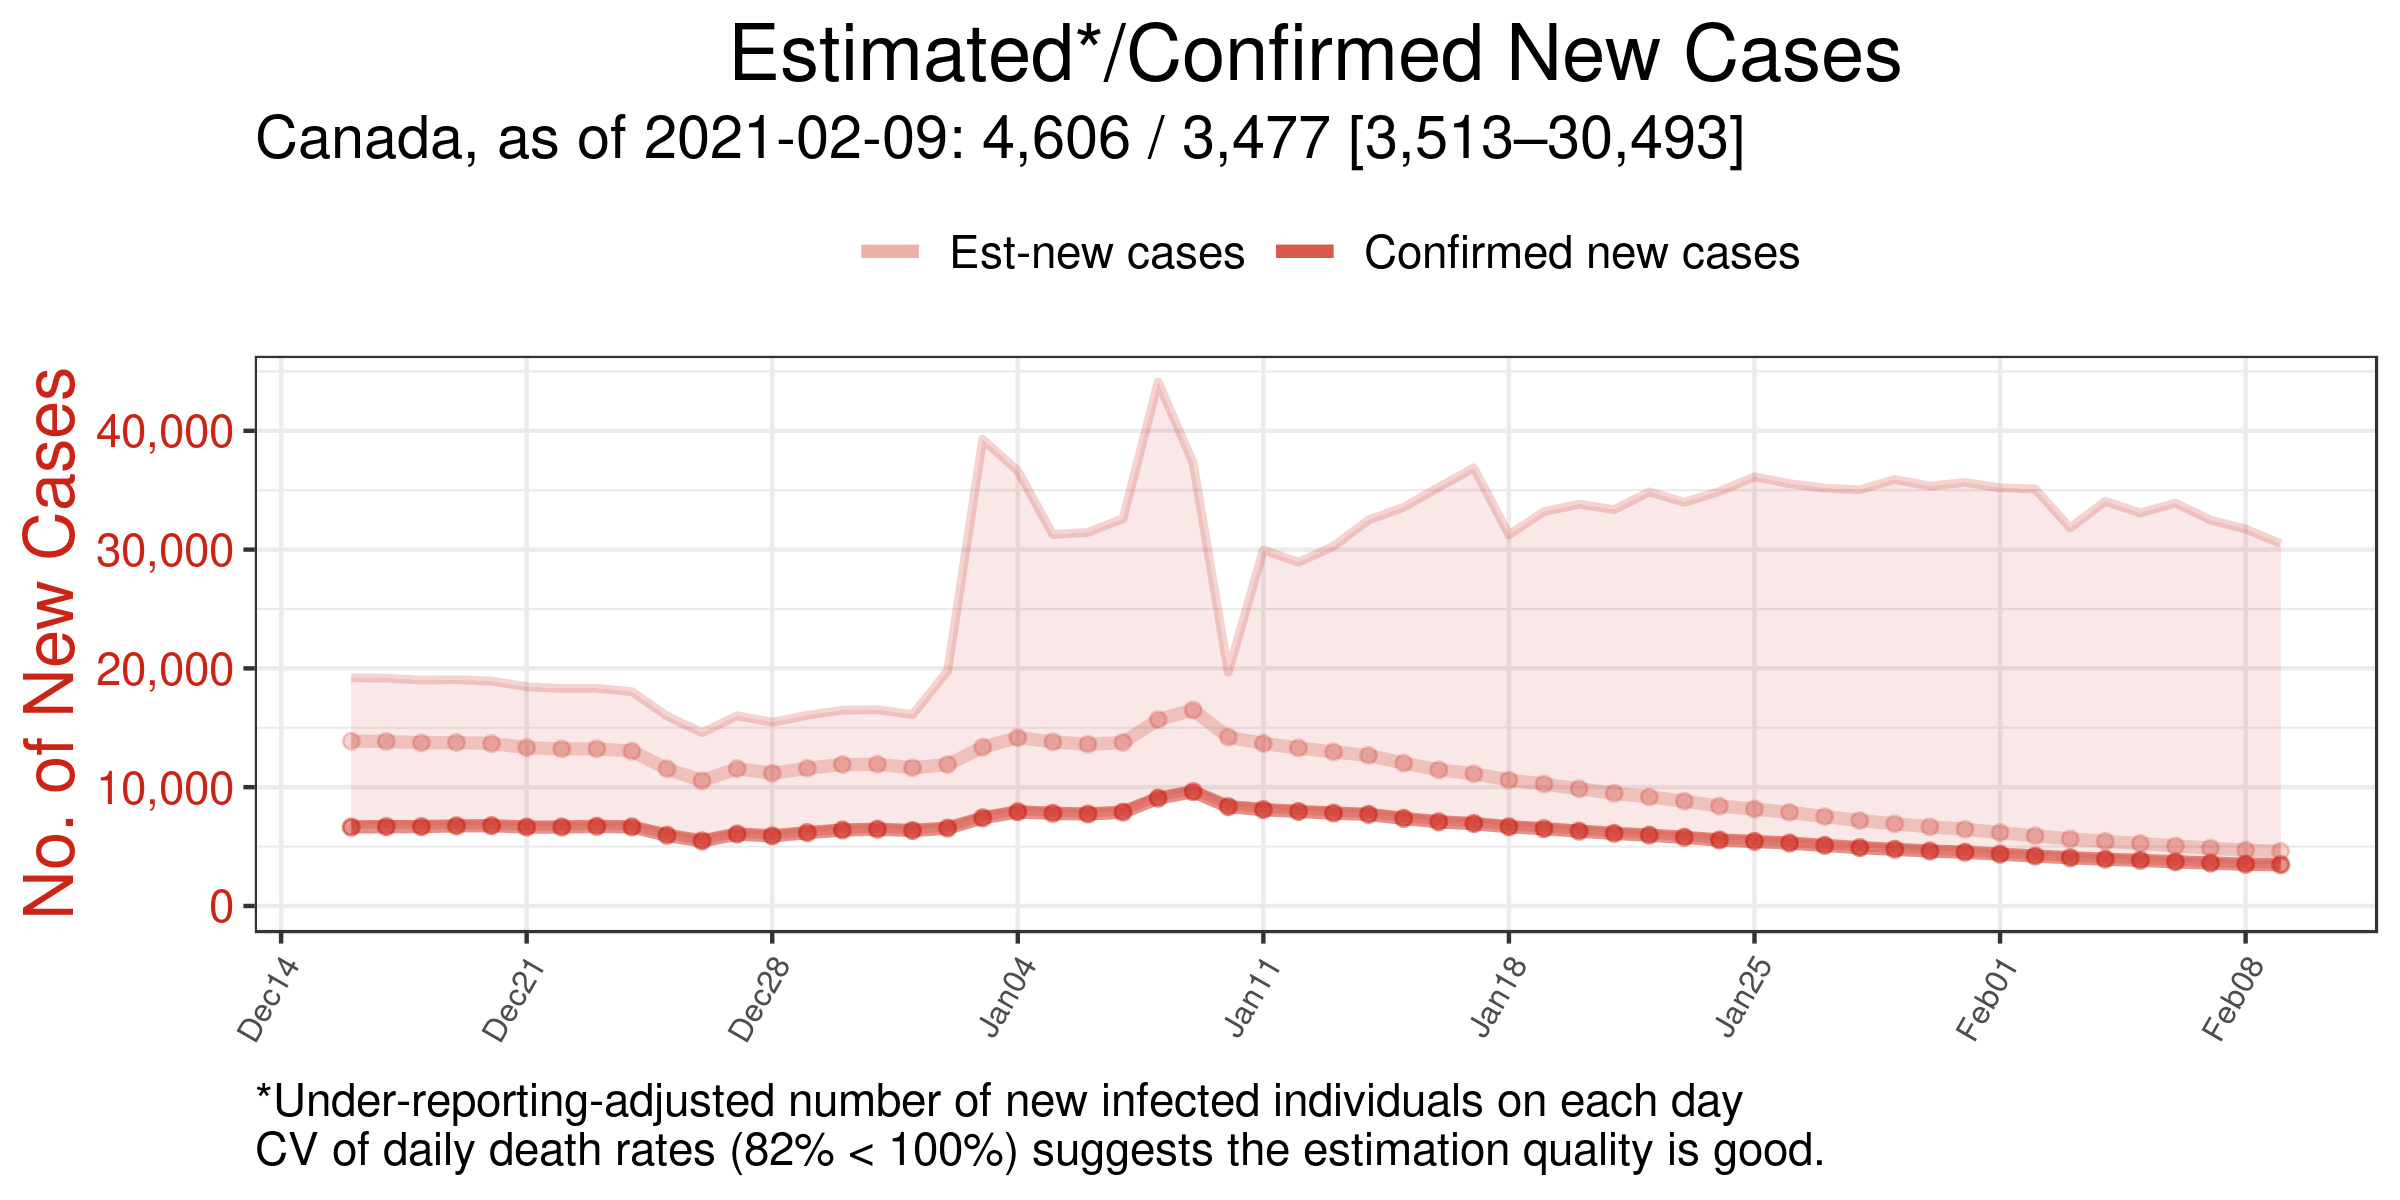 Estimated*/Confirmed New Cases
Canada, as of 2021-02-09: 4,606 / 3,477 [3,513–30,493]
Est-new cases Confirmed new cases
No. of New Cases
40,000
30,000
20,000
10,000
0
Dec14 Dec21 Dec28 Jan04 Jan11 Jan18 Jan25 Feb01 Feb08
*Under-reporting-adjusted number of new infected individuals on each day
CV of daily death rates (82% < 100%) suggests the estimation quality is good.